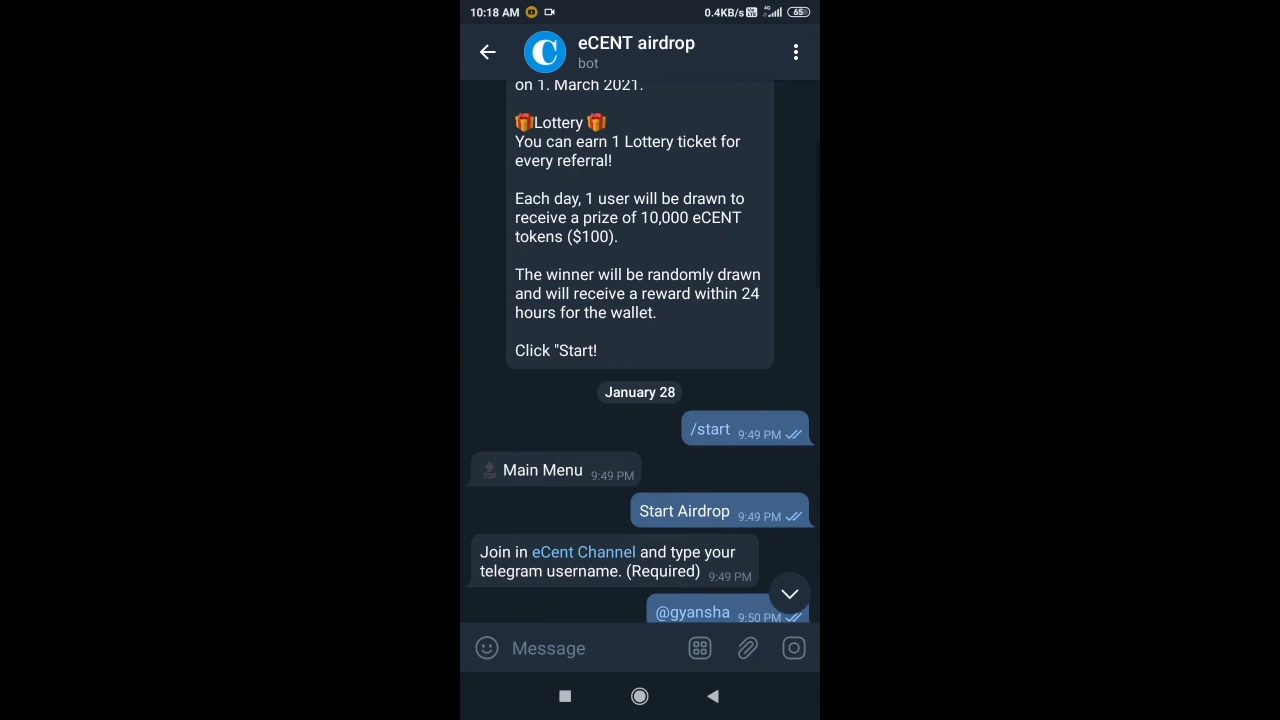 10:18 AM
0.4KB/s
4G
65
eCENT airdrop
bot
on 1. March 2021.
🎁Lottery 🎁
You can earn 1 Lottery ticket for
every referral!
Each day, 1 user will be drawn to
receive a prize of 10,000 eCENT
tokens ($100).
The winner will be randomly drawn
and will receive a reward within 24
hours for the wallet.
Click "Start!
January 28
/start 9:49 PM
🔝 Main Menu 9:49 PM
Start Airdrop 9:49 PM
Join in eCent Channel and type your
telegram username. (Required) 9:49 PM
@gyansha 9:50 PM
Message